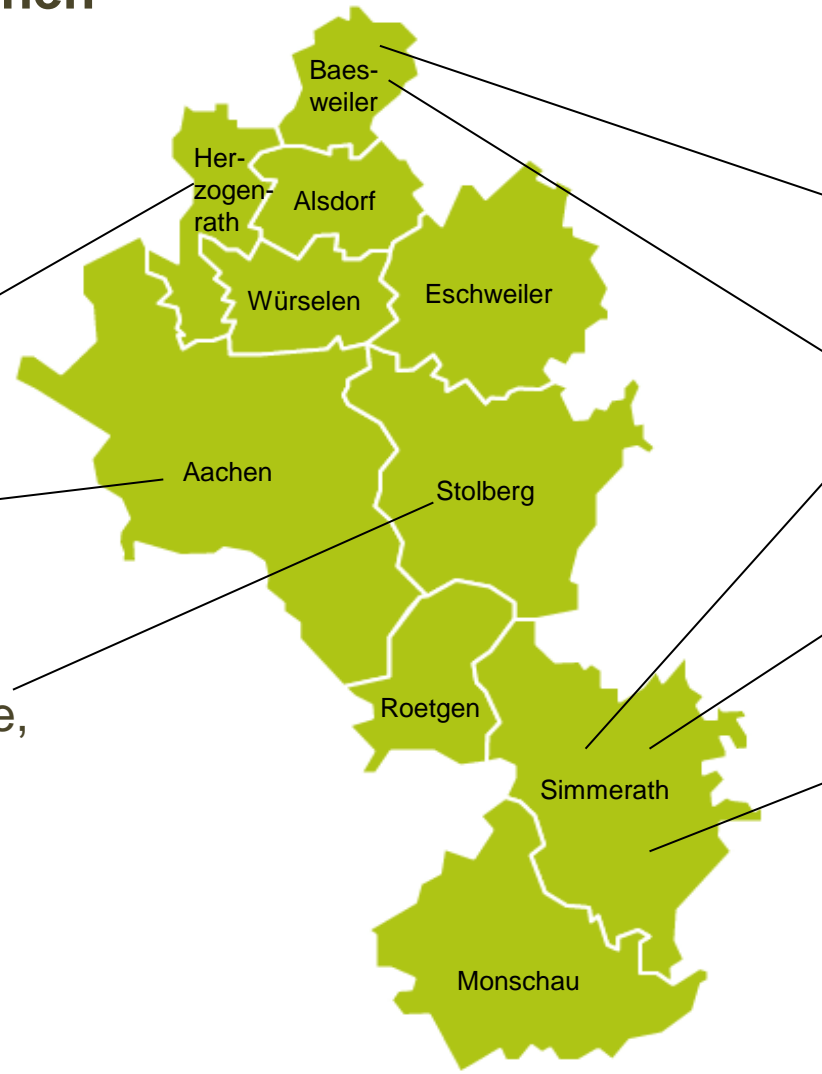 Baes-
weiler
Her-
zogen-
rath
Alsdorf
Würselen
Eschweiler
Aachen
Stolberg
e,
Roetgen
Simmerath
Monschau